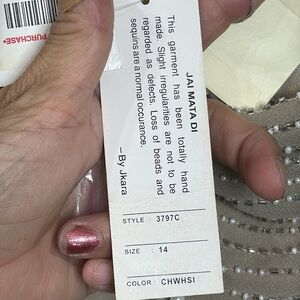 PURCHASE*
JAI MATA DI
This garment has been totally hand
made. Slight irregularities are not to be
regarded as defects. Loss of beads and
sequins are a normal occurance.
– By Jkara
STYLE : 3797C
SIZE : 14
COLOR : CHWHSI